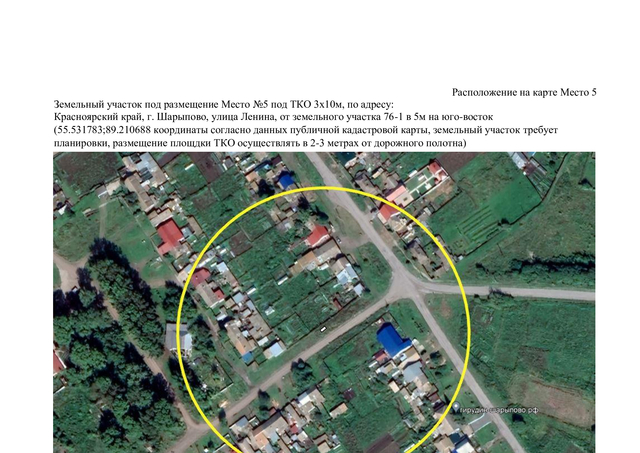 Расположение на карте Место 5
Земельный участок под размещение Место №5 под ТКО 3х10м, по адресу:
Красноярский край, г. Шарыпово, улица Ленина, от земельного участка 76-1 в 5м на юго-восток
(55.531783;89.210688 координаты согласно данных публичной кадастровой карты, земельный участок требует
планировки, размещение площдки ТКО осуществлять в 2-3 метрах от дорожного полотна)